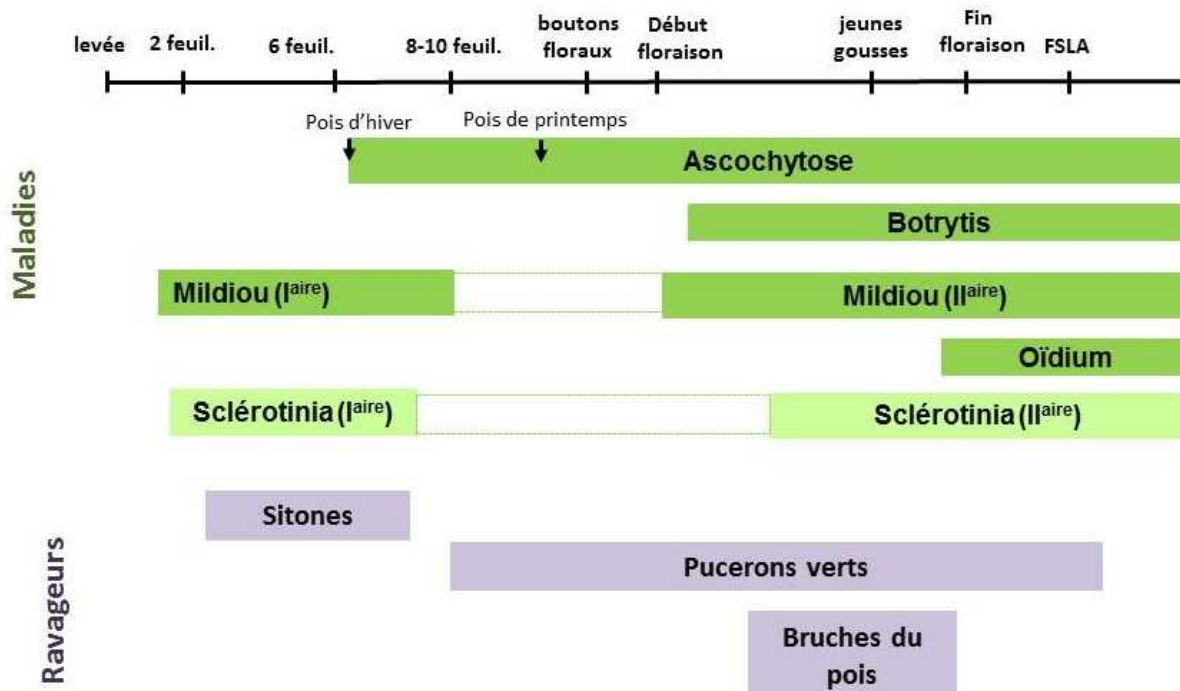 levée
2 feuil.
6 feuil.
8-10 feuil.
boutons
floraux
Début
floraison
jeunes
gousses
Fin
floraison
FSLA
Pois d'hiver
Pois de printemps
Maladies
Ascochytose
Botrytis
Mildiou (Iaire)
Mildiou (IIaire)
Oïdium
Sclérotinia (Iaire)
Sclérotinia (IIaire)
Ravageurs
Sitones
Pucerons verts
Bruches du
pois